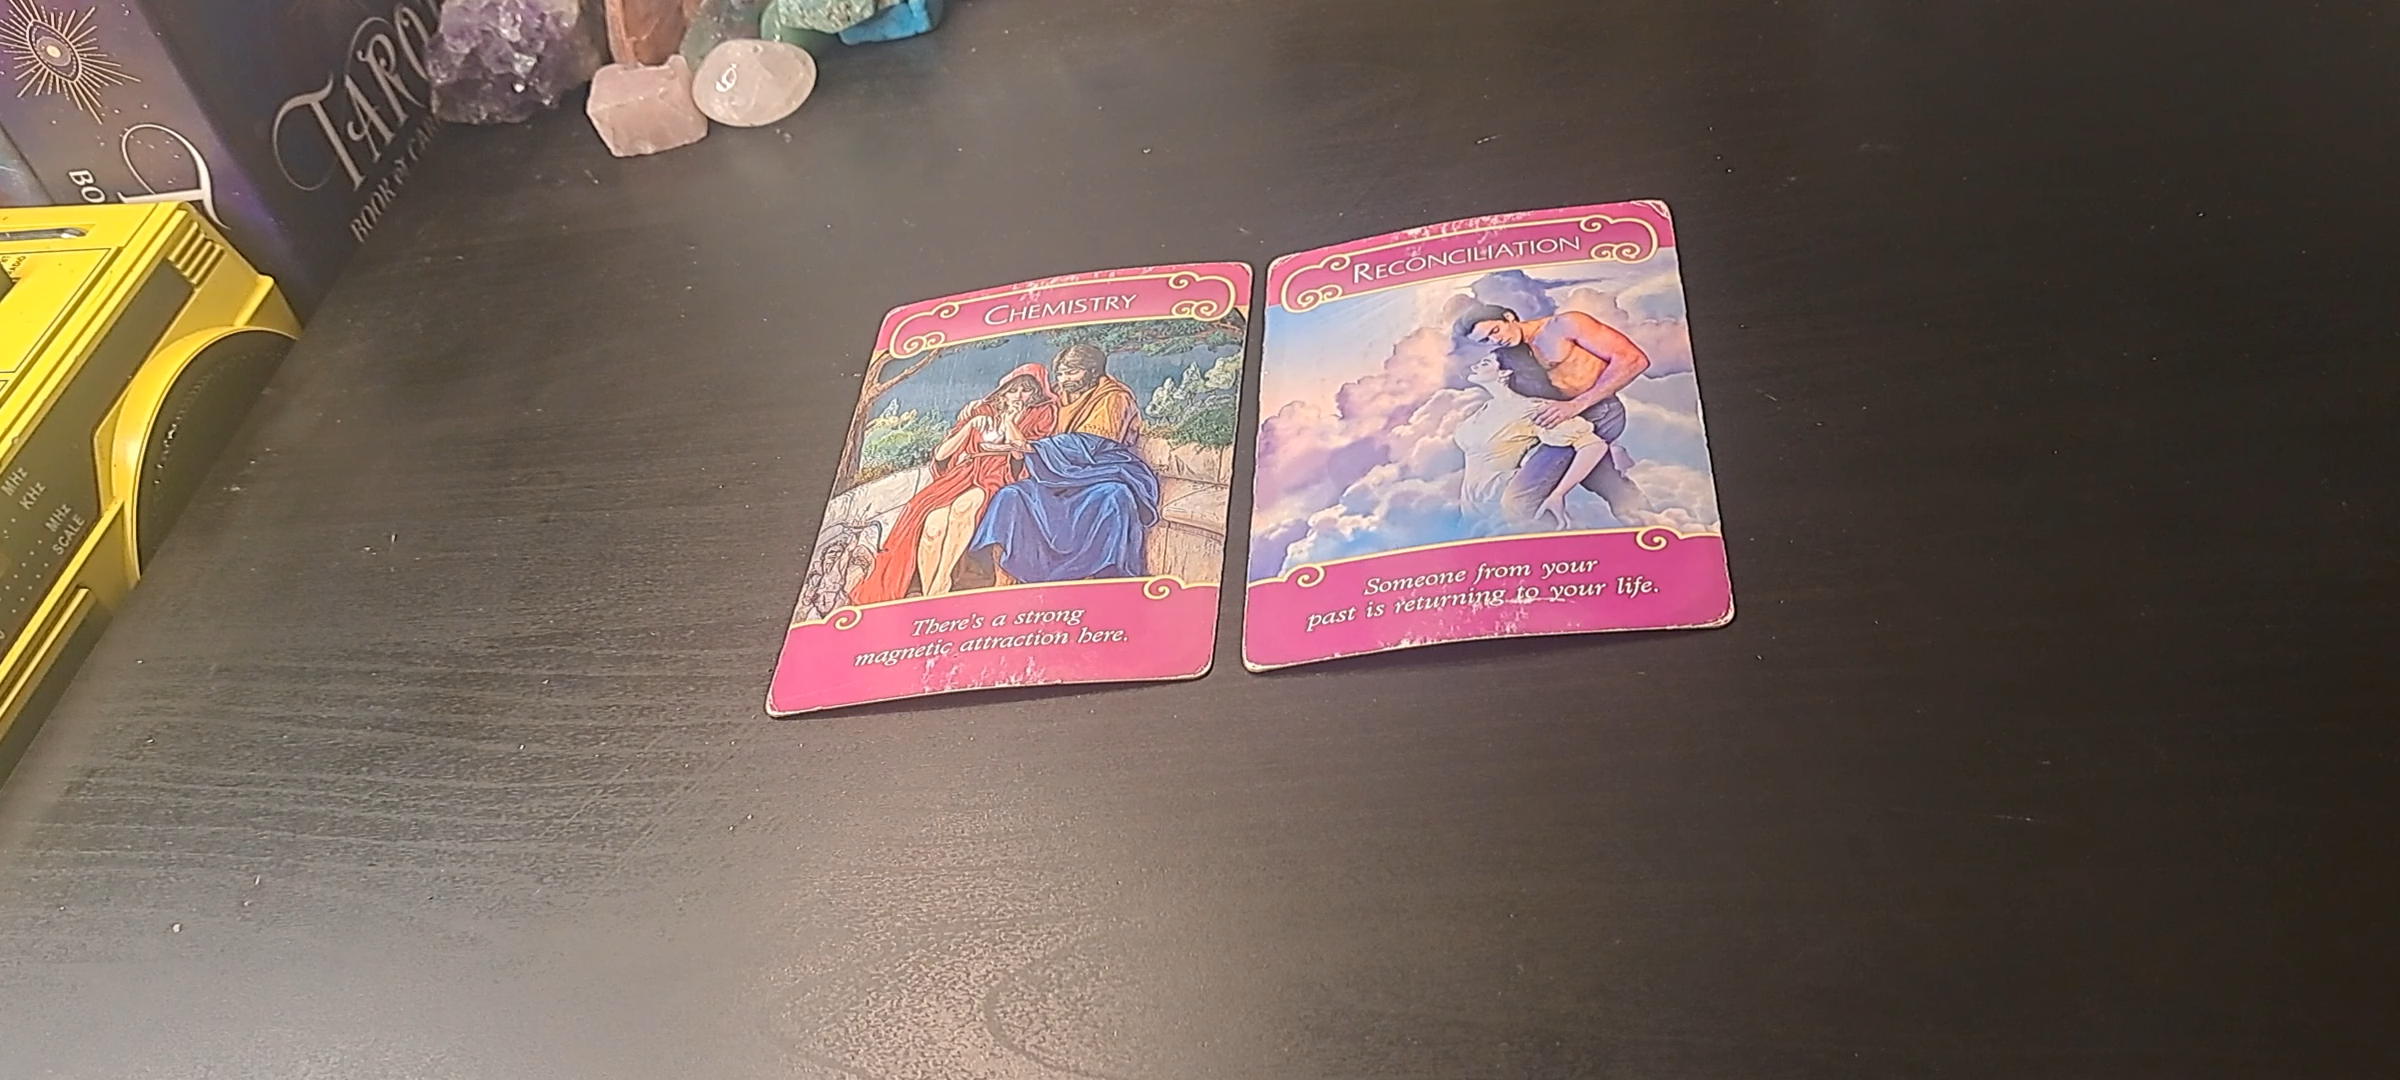 TAROT
BOOK OF
BO
MHz
KHz
MHz
SCALE
CHEMISTRY
There's a strong
magnetic attraction here.
RECONCILIATION
Someone from your
past is returning to your life.